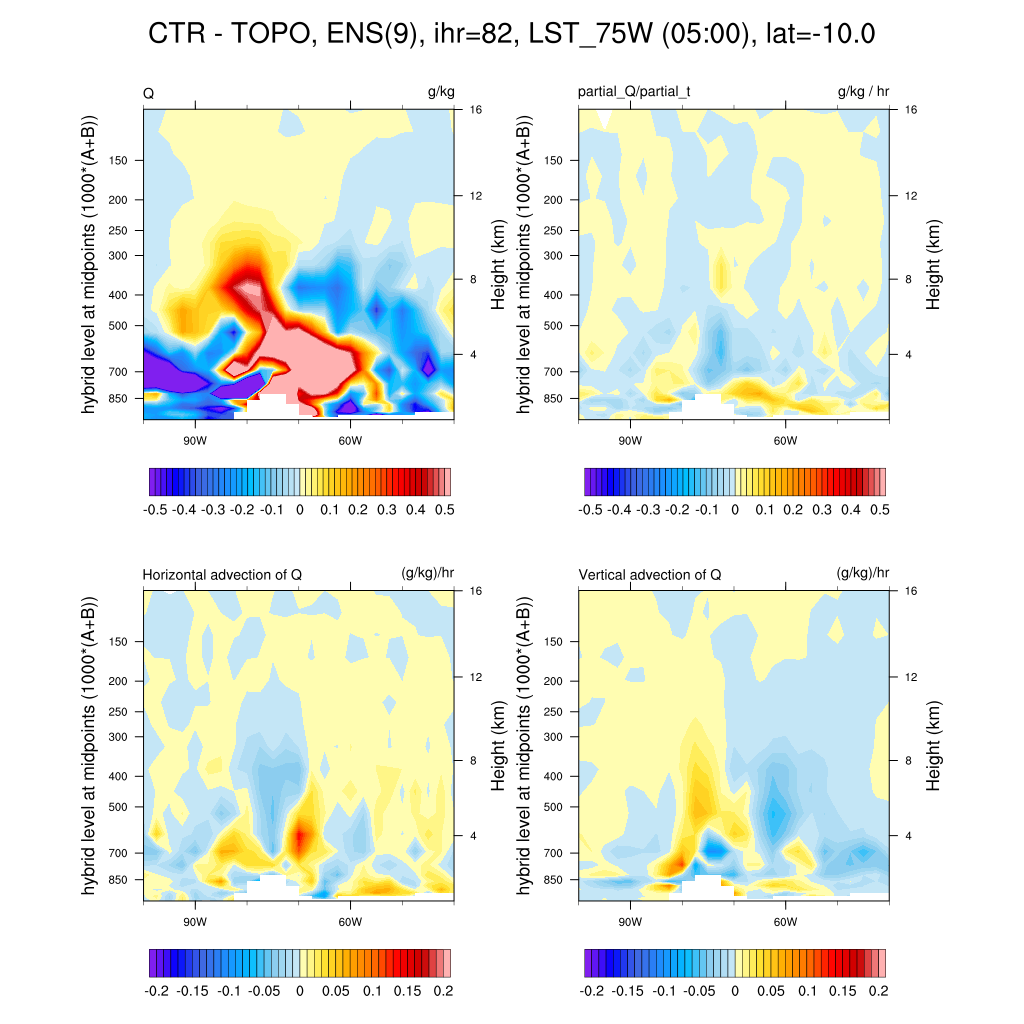 CTR - TOPO, ENS(9), ihr=82, LST_75W (05:00), lat=-10.0
Q g/kg
hybrid level at midpoints (1000*(A+B))
150
200
250
300
400
500
700
850
16
12
8
4
Height (km)
90W 60W
-0.5 -0.4 -0.3 -0.2 -0.1 0 0.1 0.2 0.3 0.4 0.5
partial_Q/partial_t g/kg / hr
hybrid level at midpoints (1000*(A+B))
150
200
250
300
400
500
700
850
16
12
8
4
Height (km)
90W 60W
-0.5 -0.4 -0.3 -0.2 -0.1 0 0.1 0.2 0.3 0.4 0.5
Horizontal advection of Q (g/kg)/hr
hybrid level at midpoints (1000*(A+B))
150
200
250
300
400
500
700
850
16
12
8
4
Height (km)
90W 60W
-0.2 -0.15 -0.1 -0.05 0 0.05 0.1 0.15 0.2
Vertical advection of Q (g/kg)/hr
hybrid level at midpoints (1000*(A+B))
150
200
250
300
400
500
700
850
16
12
8
4
Height (km)
90W 60W
-0.2 -0.15 -0.1 -0.05 0 0.05 0.1 0.15 0.2